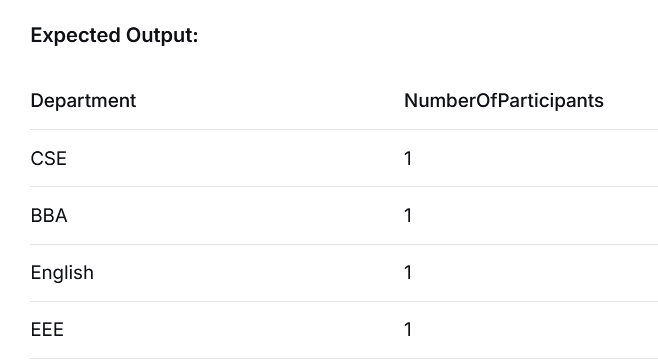 Expected Output:
Department NumberOfParticipants
CSE 1
BBA 1
English 1
EEE 1